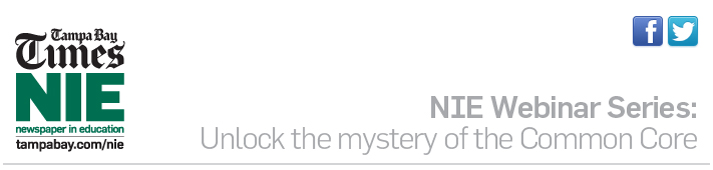 Tampa Bay
Times
NIE
newspaper in education
tampabay.com/nie
NIE Webinar Series:
Unlock the mystery of the Common Core